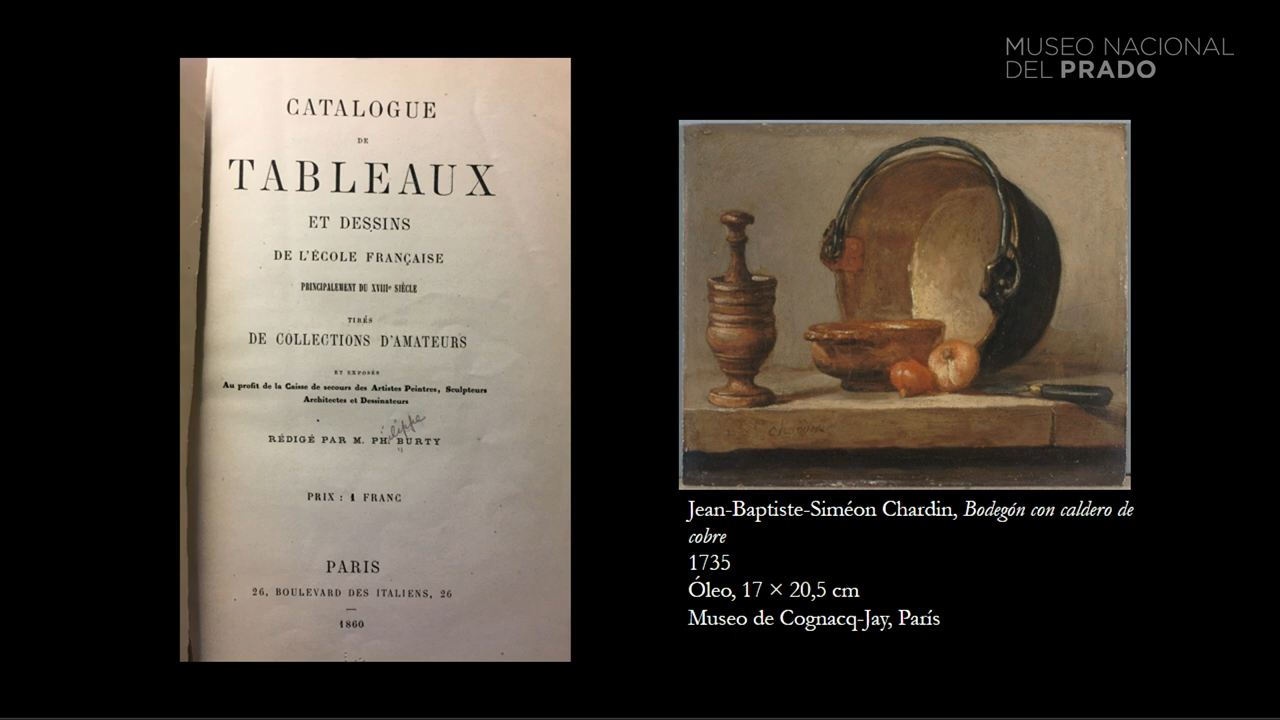 MUSEO NACIONAL
DEL PRADO
CATALOGUE
DE
TABLEAUX
ET DESSINS
DE L'ÉCOLE FRANÇAISE
PRINCIPALEMENT DU XVIIIe SIÈCLE
TIRÉS
DE COLLECTIONS D'AMATEURS
ET EXPOSÉS
Au profit de la Caisse de secours des Artistes Peintres, Sculpteurs
Architectes et Dessinateurs
RÉDIGÉ PAR M. PH. BURTY
PRIX : 1 FRANC
PARIS
26, BOULEVARD DES ITALIENS, 26
1860
Jean-Baptiste-Siméon Chardin, Bodegón con caldero de
cobre
1735
Óleo, 17 × 20,5 cm
Museo de Cognacq-Jay, París